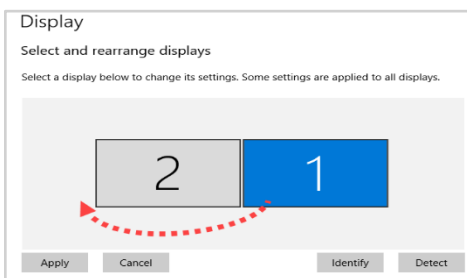 Display
Select and rearrange displays
Select a display below to change its settings. Some settings are applied to all displays.
2 1
Apply Cancel Identify Detect